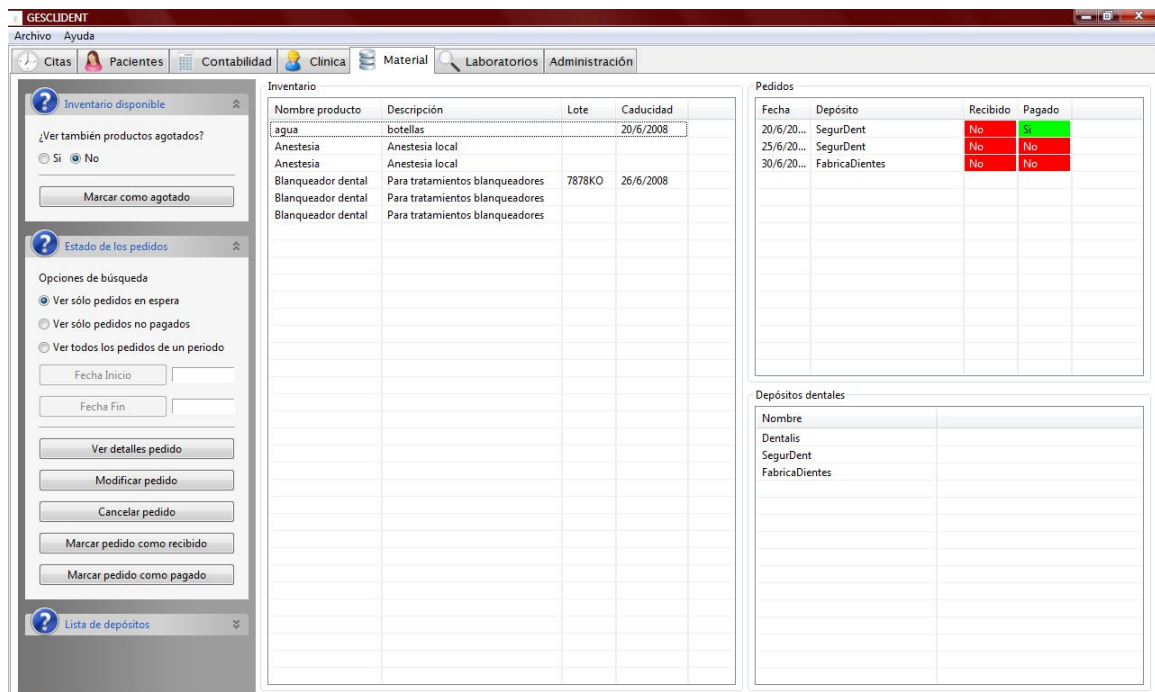 GESCLIDENT
Archivo Ayuda
Citas Pacientes Contabilidad Clínica Material Laboratorios Administración
Inventario disponible
¿Ver también productos agotados?
Si No
Marcar como agotado
Estado de los pedidos
Opciones de búsqueda
Ver sólo pedidos en espera
Ver sólo pedidos no pagados
Ver todos los pedidos de un periodo
Fecha Inicio
Fecha Fin
Ver detalles pedido
Modificar pedido
Cancelar pedido
Marcar pedido como recibido
Marcar pedido como pagado
Lista de depósitos
Inventario
Nombre producto Descripción Lote Caducidad
agua botellas 20/6/2008
Anestesia Anestesia local
Anestesia Anestesia local
Blanqueador dental Para tratamientos blanqueadores 7878KO 26/6/2008
Blanqueador dental Para tratamientos blanqueadores
Blanqueador dental Para tratamientos blanqueadores
Pedidos
Fecha Depósito Recibido Pagado
20/6/20... SegurDent No Si
25/6/20... SegurDent No No
30/6/20... FabricaDientes No No
Depósitos dentales
Nombre
Dentalis
SegurDent
FabricaDientes